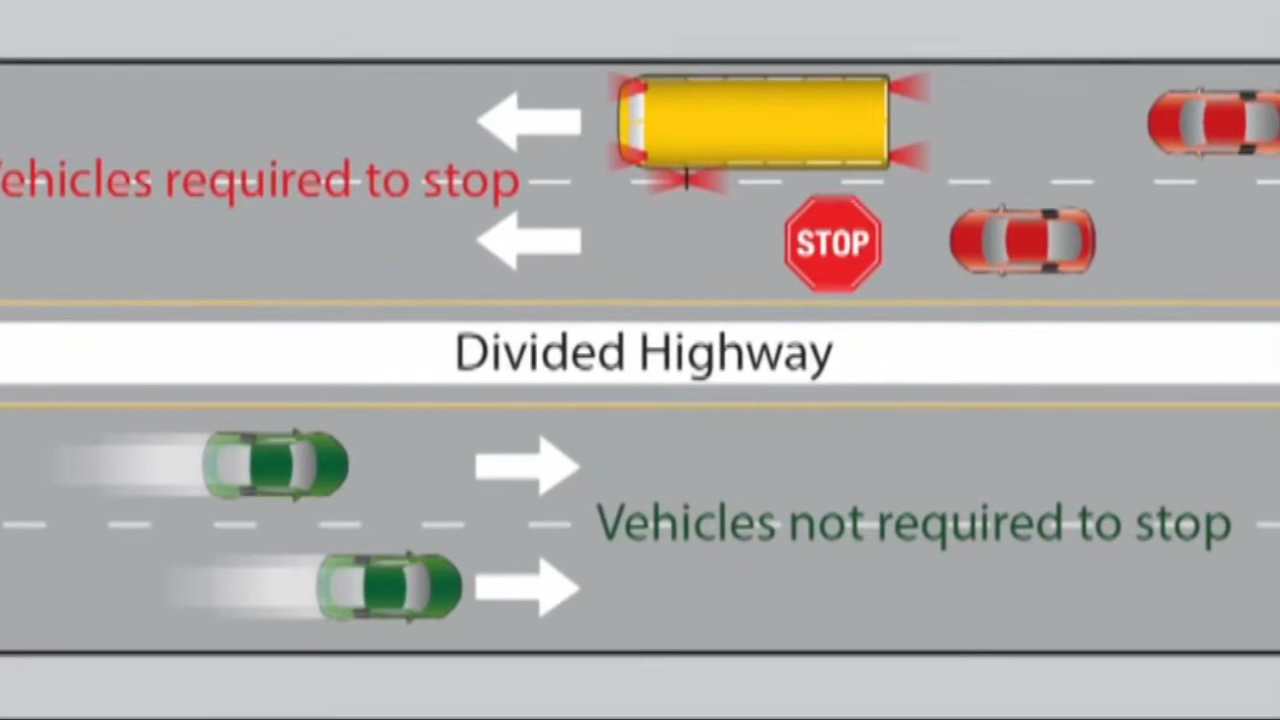 ehicles required to stop
STOP
Divided Highway
Vehicles not required to stop